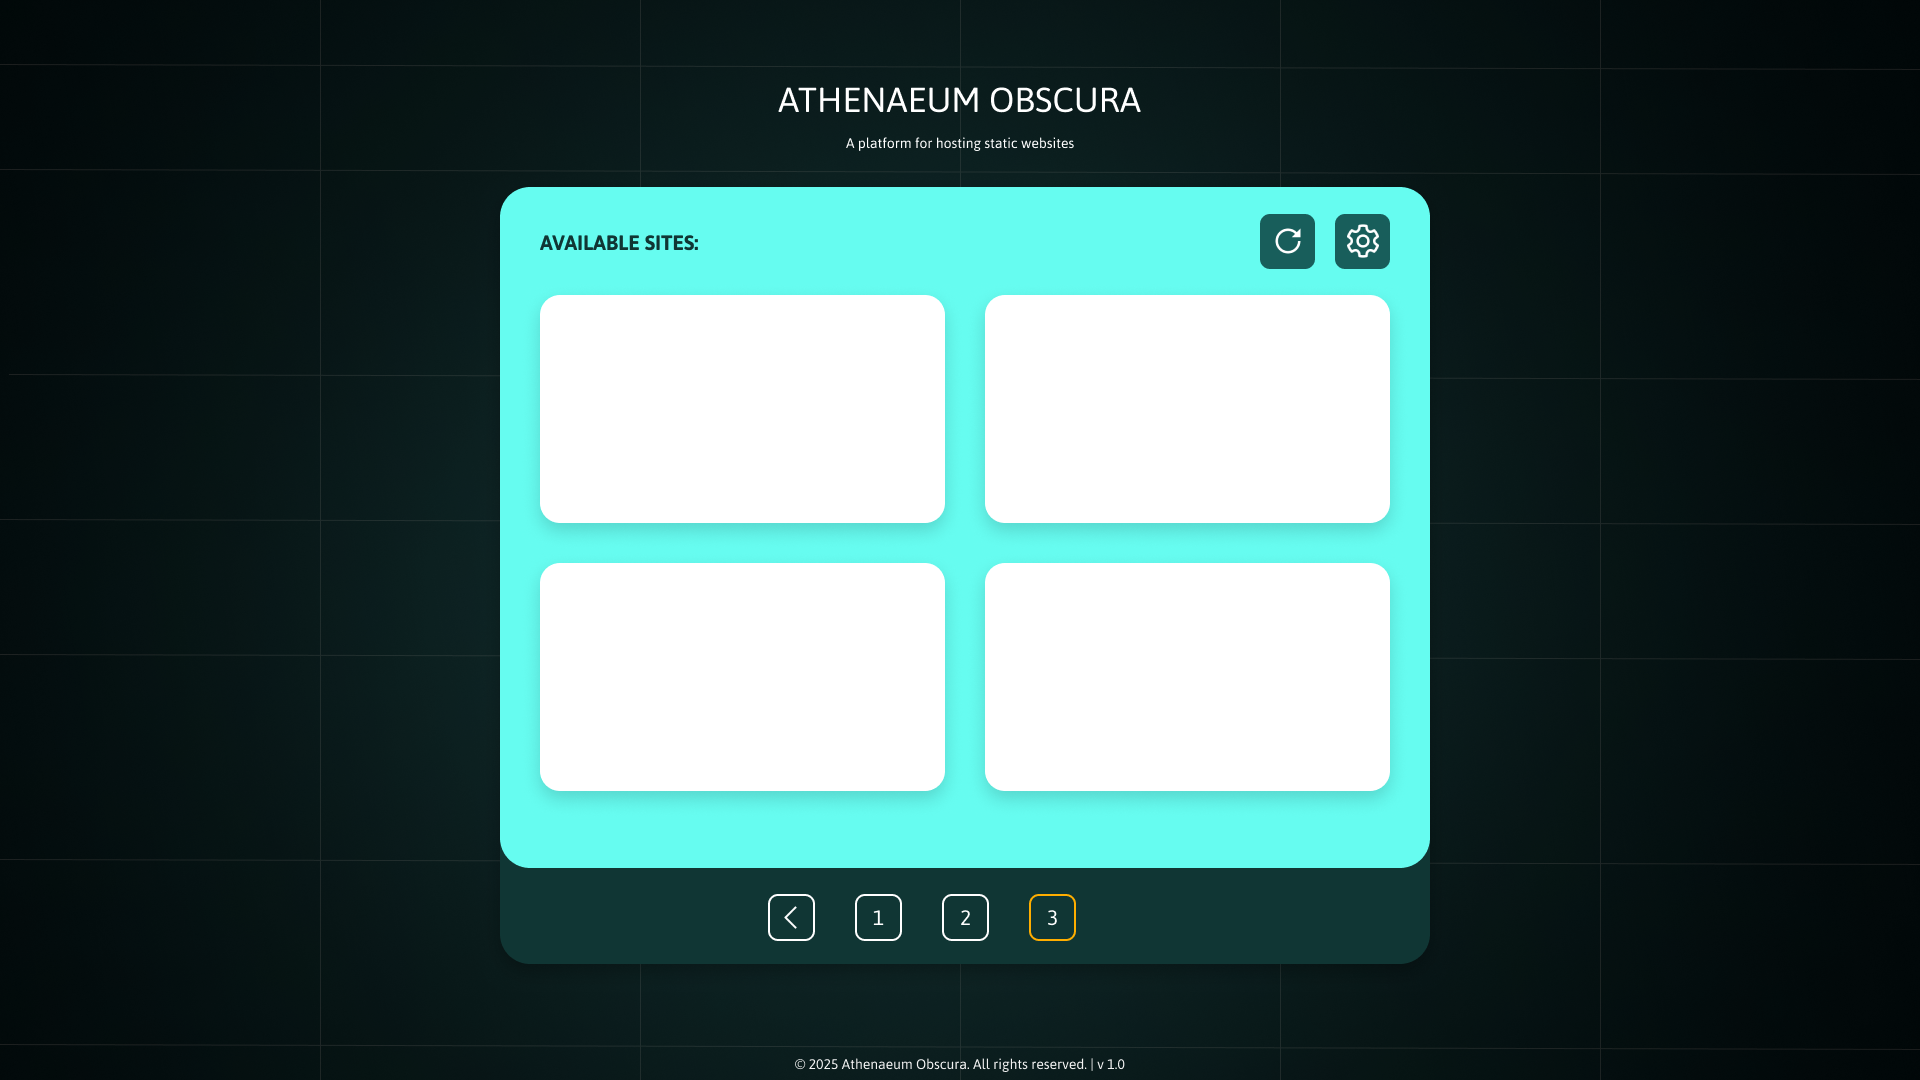 ATHENAEUM OBSCURA
A platform for hosting static websites
AVAILABLE SITES:
1 2 3
© 2025 Athenaeum Obscura. All rights reserved. | v 1.0